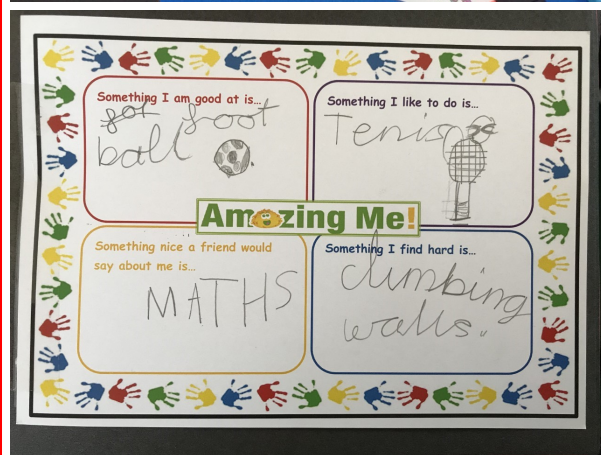 Something I am good at is...
fot foot
ball
Something I like to do is...
Tenis
Amazing Me!
Something nice a friend would
say about me is...
MATHS
Something I find hard is...
climbing
walls.